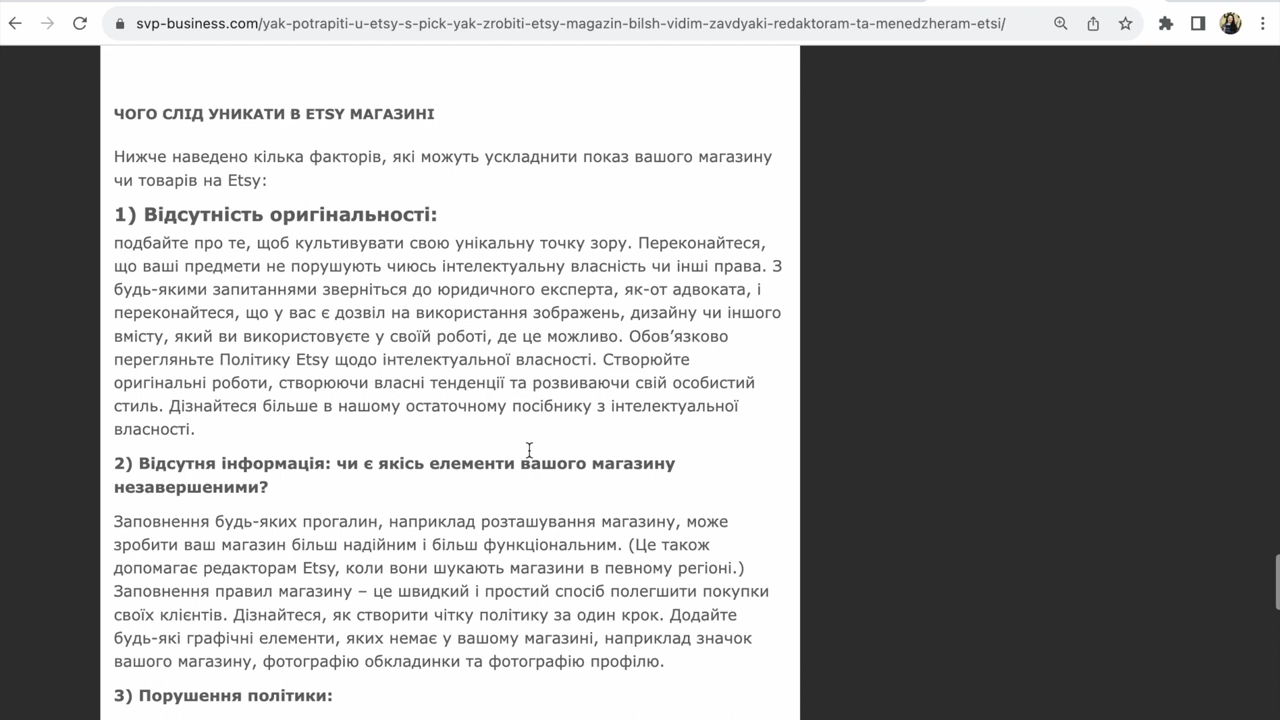 svp-business.com/yak-potrapiti-u-etsy-s-pick-yak-zrobiti-etsy-magazin-bilsh-vidim-zavdyaki-redaktoram-ta-menedzheram-etsi/
ЧОГО СЛІД УНИКАТИ В ETSY МАГАЗИНІ
Нижче наведено кілька факторів, які можуть ускладнити показ вашого магазину
чи товарів на Etsy:
1) Відсутність оригінальності:
подбайте про те, щоб культивувати свою унікальну точку зору. Переконайтеся,
що ваші предмети не порушують чиюсь інтелектуальну власність чи інші права. З
будь-якими запитаннями зверніться до юридичного експерта, як-от адвоката, і
переконайтеся, що у вас є дозвіл на використання зображень, дизайну чи іншого
вмісту, який ви використовуєте у своїй роботі, де це можливо. Обов’язково
перегляньте Політику Etsy щодо інтелектуальної власності. Створюйте
оригінальні роботи, створюючи власні тенденції та розвиваючи свій особистий
стиль. Дізнайтеся більше в нашому остаточному посібнику з інтелектуальної
власності.
2) Відсутня інформація: чи є якісь елементи вашого магазину
незавершеними?
Заповнення будь-яких прогалин, наприклад розташування магазину, може
зробити ваш магазин більш надійним і більш функціональним. (Це також
допомагає редакторам Etsy, коли вони шукають магазини в певному регіоні.)
Заповнення правил магазину – це швидкий і простий спосіб полегшити покупки
своїх клієнтів. Дізнайтеся, як створити чітку політику за один крок. Додайте
будь-які графічні елементи, яких немає у вашому магазині, наприклад значок
вашого магазину, фотографію обкладинки та фотографію профілю.
3) Порушення політики: